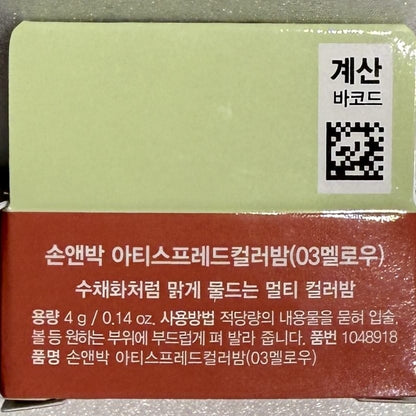 계산
바코드
손앤박 아티스프레드컬러밤(03멜로우)
수채화처럼 맑게 물드는 멀티 컬러밤
용량 4 g / 0.14 oz. 사용방법 적당량의 내용물을 묻혀 입술,
볼 등 원하는 부위에 부드럽게 펴 발라 줍니다. 품번 1048918
품명 손앤박 아티스프레드컬러밤(03멜로우)